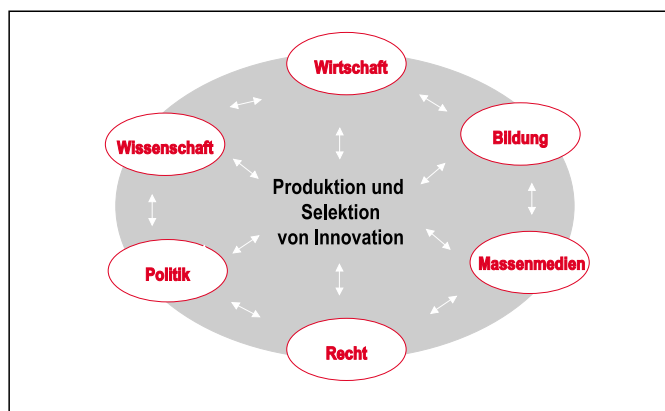 Wirtschaft
Wissenschaft
Bildung
Produktion und
Selektion
von Innovation
Politik
Massenmedien
Recht